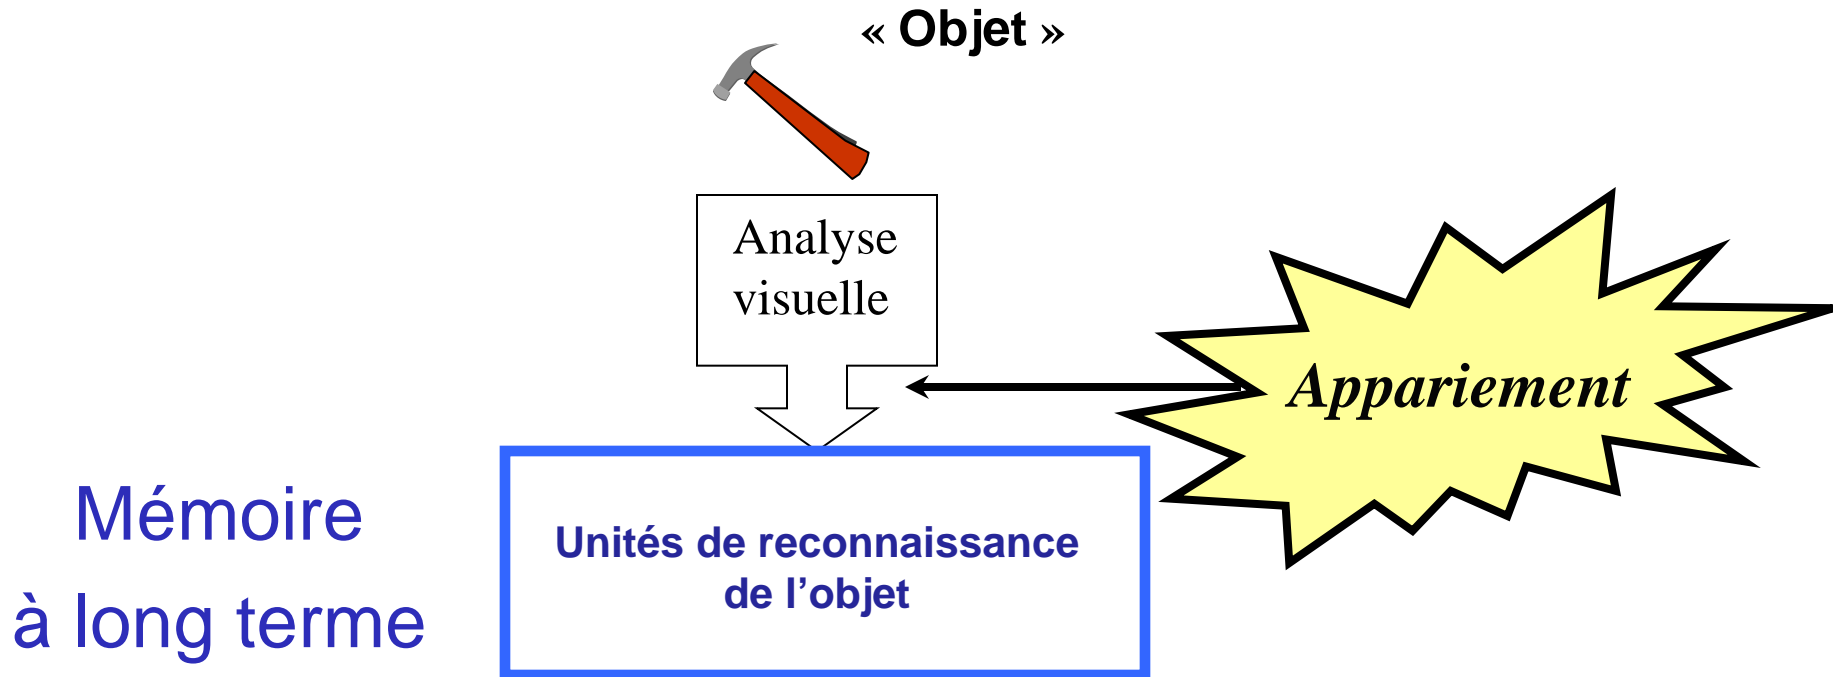 « Objet »
Analyse
visuelle
Appariement
Mémoire
à long terme
Unités de reconnaissance
de l’objet